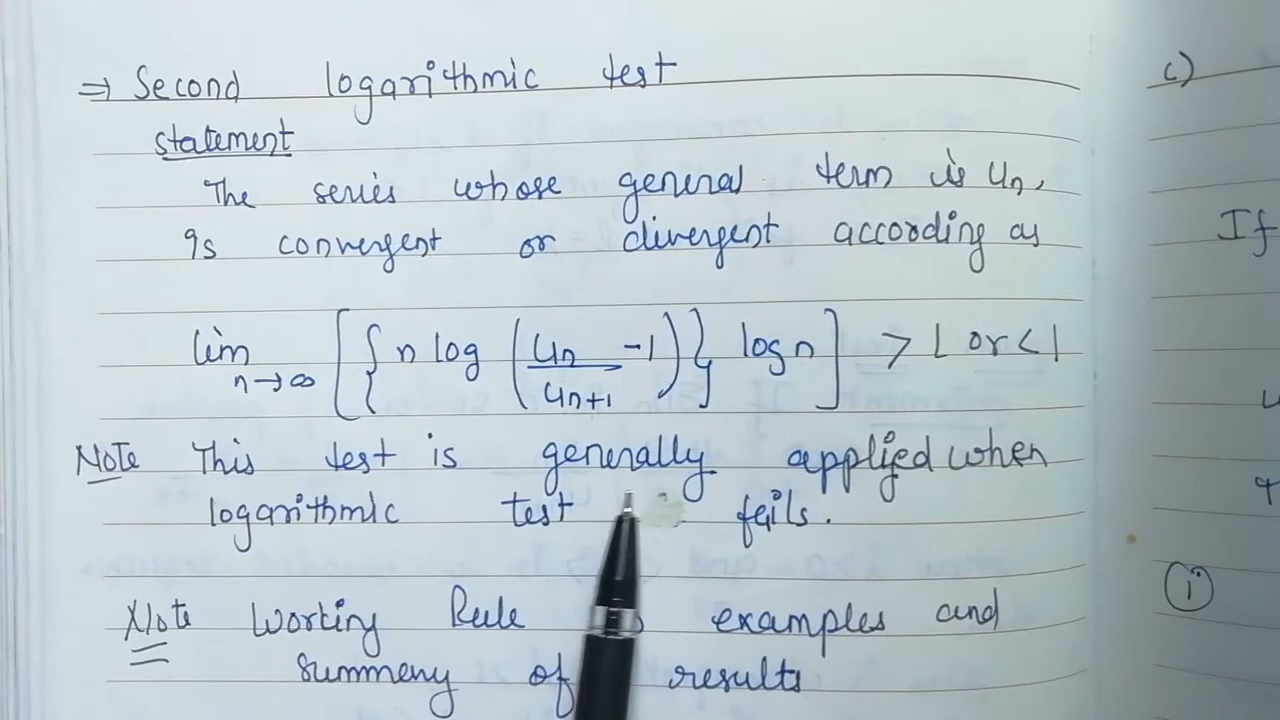 ⇒ Second logarithmic test
statement
The series whose general term is Un,
Is convergent or divergent according as
lim n→∞ [{n log (Un/Un+1 -1)} log n] > 1 or < 1
Note This test is generally applied when
logarithmic test fails.
Note Working Rule examples and
summery of results
c)
If
(i)